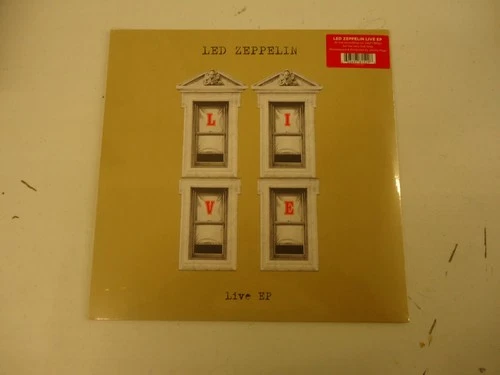 LED ZEPPELIN
LED ZEPPELIN LIVE EP
L I
V E
Live EP